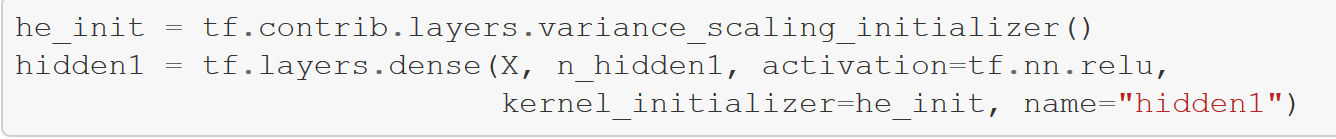 he_init = tf.contrib.layers.variance_scaling_initializer()
hidden1 = tf.layers.dense(X, n_hidden1, activation=tf.nn.relu,
                          kernel_initializer=he_init, name="hidden1")